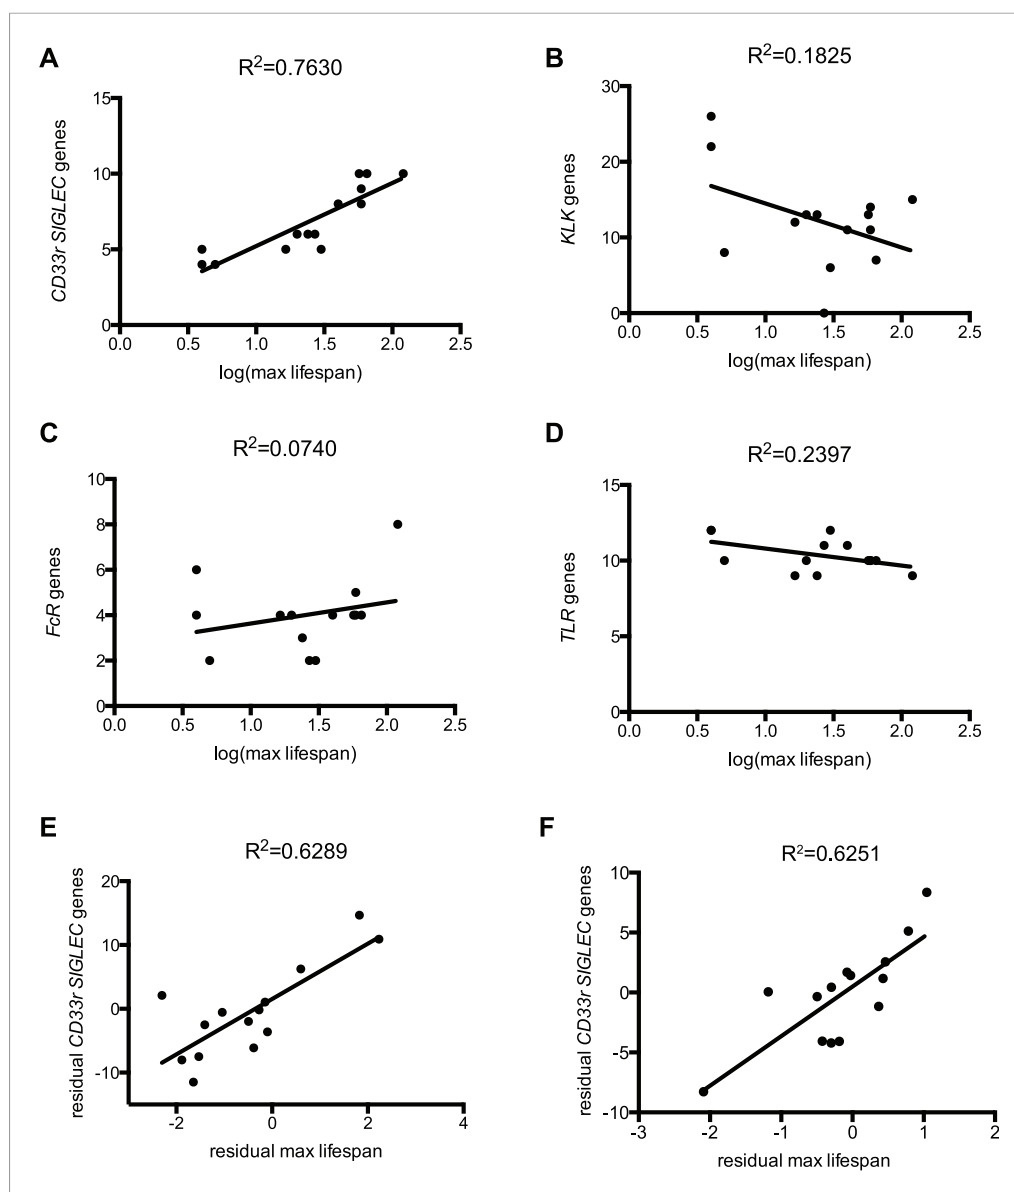 A
R²=0.7630
15
10
5
0
0.0 0.5 1.0 1.5 2.0 2.5
CD33r SIGLEC genes
log(max lifespan)
B
R²=0.1825
30
20
10
0
0.0 0.5 1.0 1.5 2.0 2.5
KLK genes
log(max lifespan)
C
R²=0.0740
10
8
6
4
2
0
0.0 0.5 1.0 1.5 2.0 2.5
FcR genes
log(max lifespan)
D
R²=0.2397
15
10
5
0
0.0 0.5 1.0 1.5 2.0 2.5
TLR genes
log(max lifespan)
E
R²=0.6289
20
10
0
-10
-2 0 2 4
residual CD33r SIGLEC genes
residual max lifespan
F
R²=0.6251
10
5
0
-5
-10
-3 -2 -1 0 1 2
residual CD33r SIGLEC genes
residual max lifespan